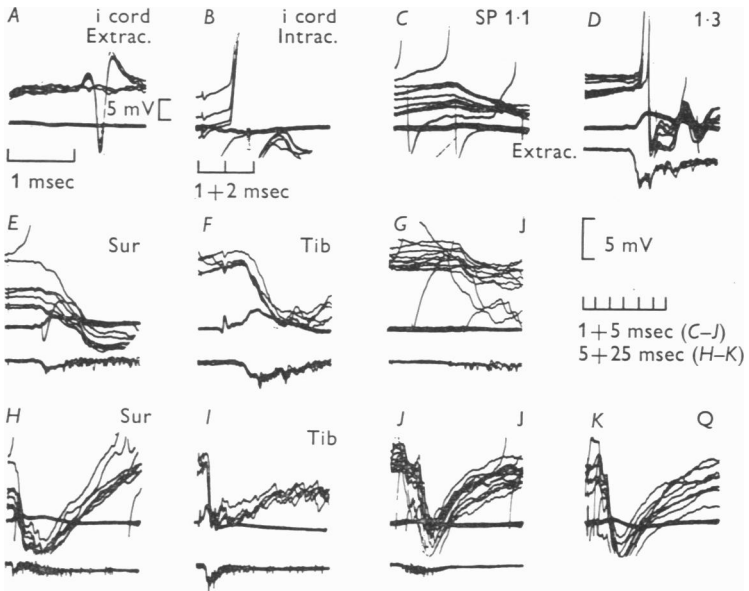 A
i cord
Extrac.
5 mV
1 msec
B
i cord
Intrac.
1 + 2 msec
C
SP 1·1
Extrac.
D
1·3
E
Sur
F
Tib
G
J
5 mV
1 + 5 msec (C–J)
5 + 25 msec (H–K)
H
Sur
I
Tib
J
J
K
Q